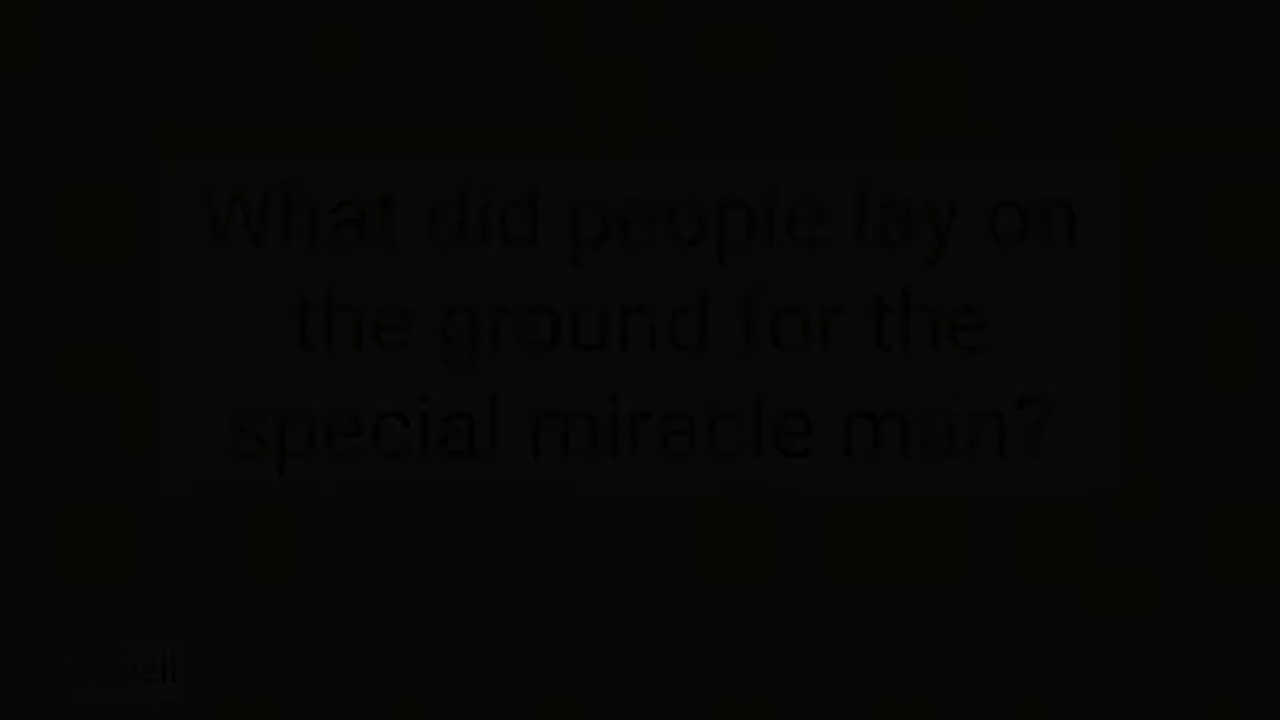 What did people lay on
the ground for the
special miracle man?